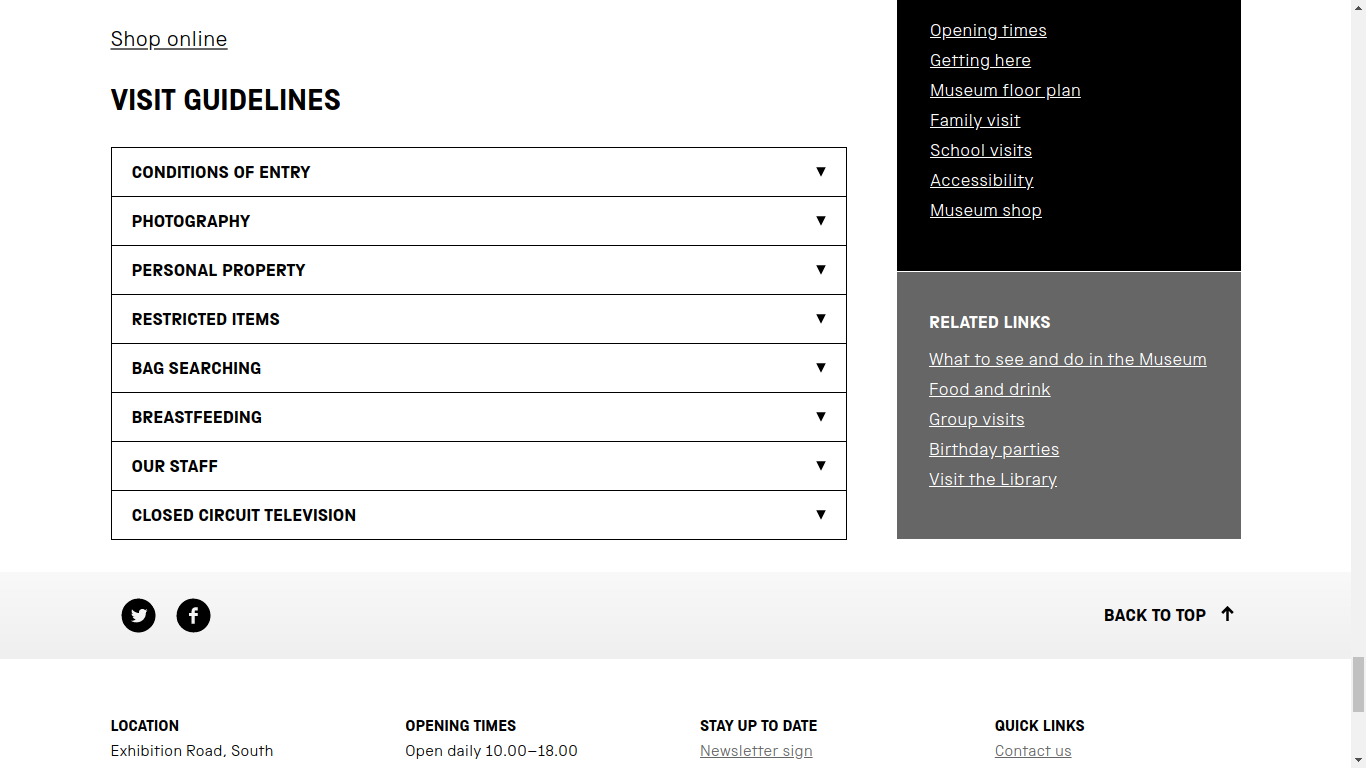 Shop online
VISIT GUIDELINES
CONDITIONS OF ENTRY
PHOTOGRAPHY
PERSONAL PROPERTY
RESTRICTED ITEMS
BAG SEARCHING
BREASTFEEDING
OUR STAFF
CLOSED CIRCUIT TELEVISION
Opening times
Getting here
Museum floor plan
Family visit
School visits
Accessibility
Museum shop
RELATED LINKS
What to see and do in the Museum
Food and drink
Group visits
Birthday parties
Visit the Library
BACK TO TOP
LOCATION
Exhibition Road, South
OPENING TIMES
Open daily 10.00–18.00
STAY UP TO DATE
Newsletter sign
QUICK LINKS
Contact us